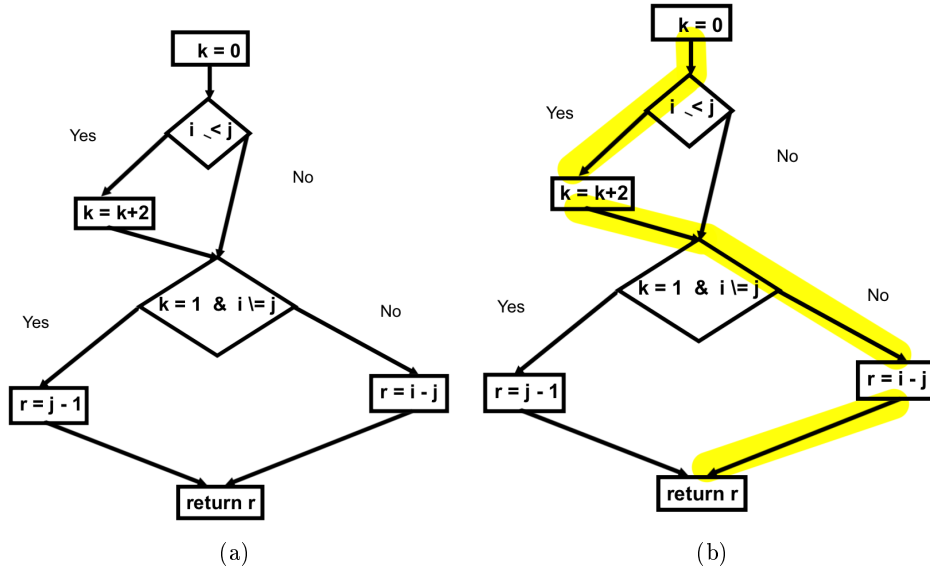 k = 0
i _< j
Yes
No
k = k+2
k = 1 & i \= j
Yes
No
r = j - 1
r = i - j
return r
(a)
k = 0
i _< j
Yes
No
k = k+2
k = 1 & i \= j
Yes
No
r = j - 1
r = i - j
return r
(b)